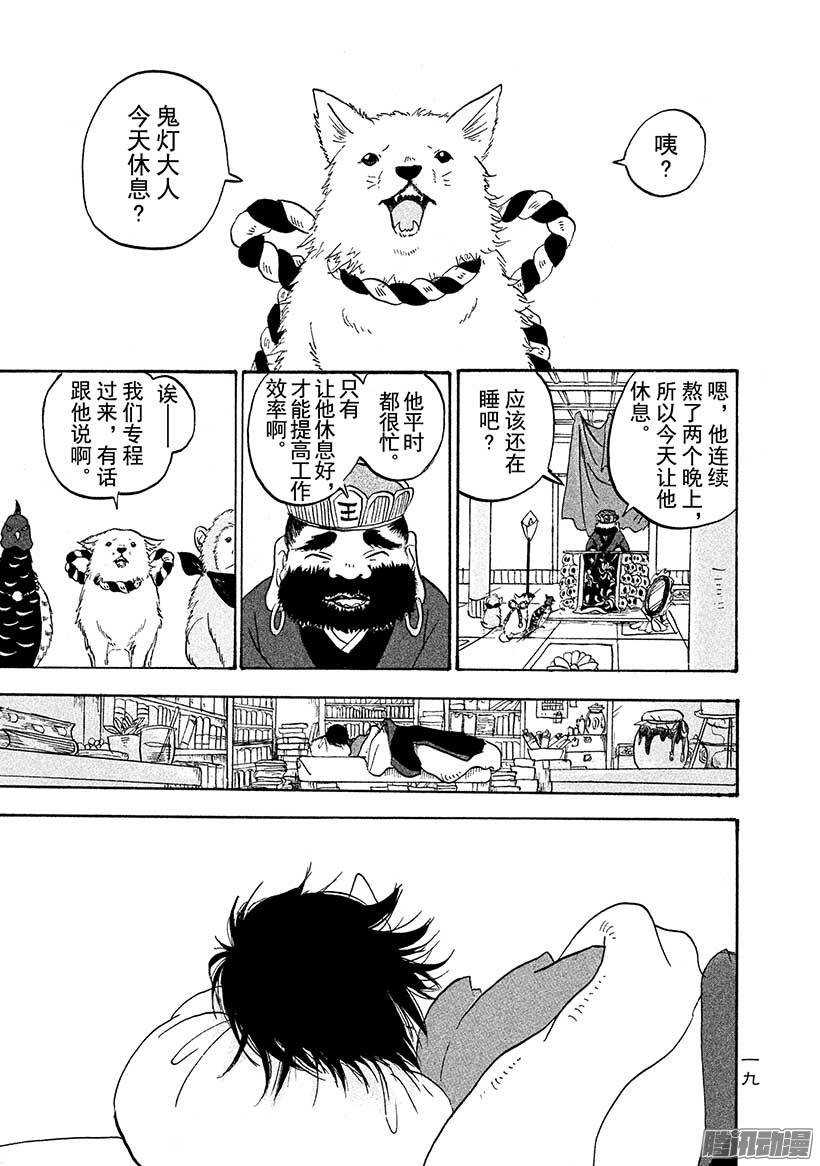 咦？
鬼灯大人
今天休息？
嗯，他连续
熬了两个晚上，
所以今天让他
休息。
应该还在
睡吧？
他平时
都很忙。
只有
让他休息好，
才能提高工作
效率啊。
王
诶——
我们专程
过来，有话
跟他说啊。
一九
腾讯动漫